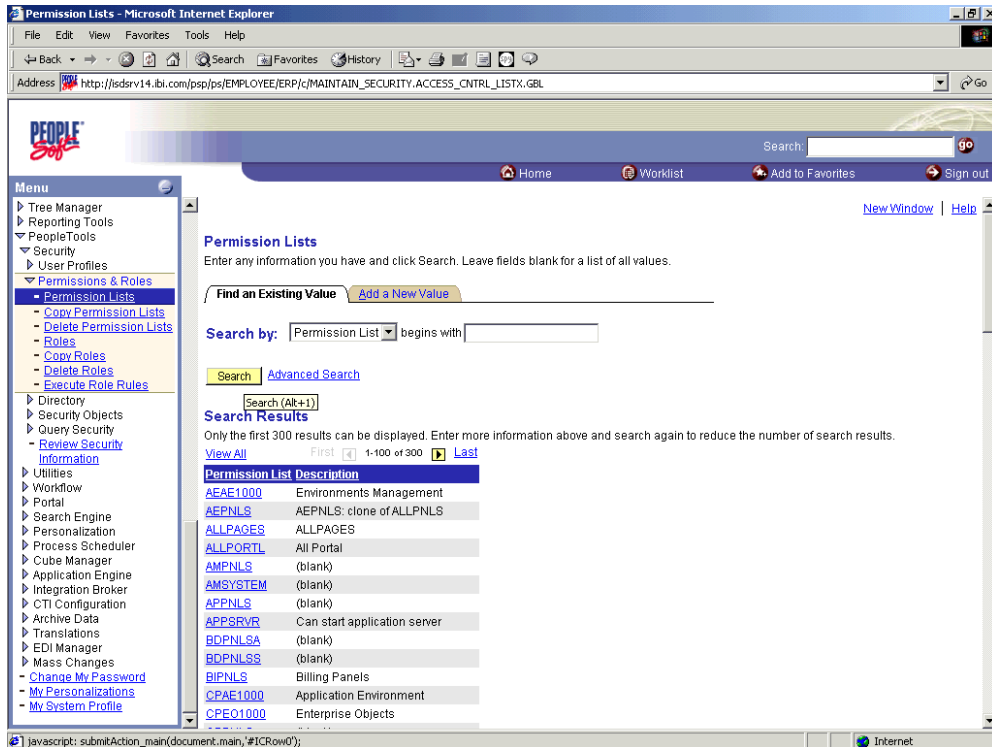 Permission Lists - Microsoft Internet Explorer
File Edit View Favorites Tools Help
Back Search Favorites History
Address http://isdsrv14.ibi.com/psp/ps/EMPLOYEE/ERP/c/MAINTAIN_SECURITY.ACCESS_CNTRL_LISTX.GBL Go
PEOPLE Soft
Search: go
Home Worklist Add to Favorites Sign out
Menu
Tree Manager
Reporting Tools
PeopleTools
Security
User Profiles
Permissions & Roles
- Permission Lists
- Copy Permission Lists
- Delete Permission Lists
- Roles
- Copy Roles
- Delete Roles
- Execute Role Rules
Directory
Security Objects
Query Security
- Review Security
Information
Utilities
Workflow
Portal
Search Engine
Personalization
Process Scheduler
Cube Manager
Application Engine
Integration Broker
CTI Configuration
Archive Data
Translations
EDI Manager
Mass Changes
- Change My Password
- My Personalizations
- My System Profile
New Window | Help
Permission Lists
Enter any information you have and click Search. Leave fields blank for a list of all values.
Find an Existing Value Add a New Value
Search by: Permission List begins with
Search Advanced Search
Search (Alt+1)
Search Results
Only the first 300 results can be displayed. Enter more information above and search again to reduce the number of search results.
View All First 1-100 of 300 Last
Permission List Description
AEAE1000 Environments Management
AEPNLS AEPNLS: clone of ALLPNLS
ALLPAGES ALLPAGES
ALLPORTL All Portal
AMPNLS (blank)
AMSYSTEM (blank)
APPNLS (blank)
APPSRVR Can start application server
BDPNLSA (blank)
BDPNLSS (blank)
BIPNLS Billing Panels
CPAE1000 Application Environment
CPEO1000 Enterprise Objects
javascript: submitAction_main(document.main,'#ICRow0'); Internet